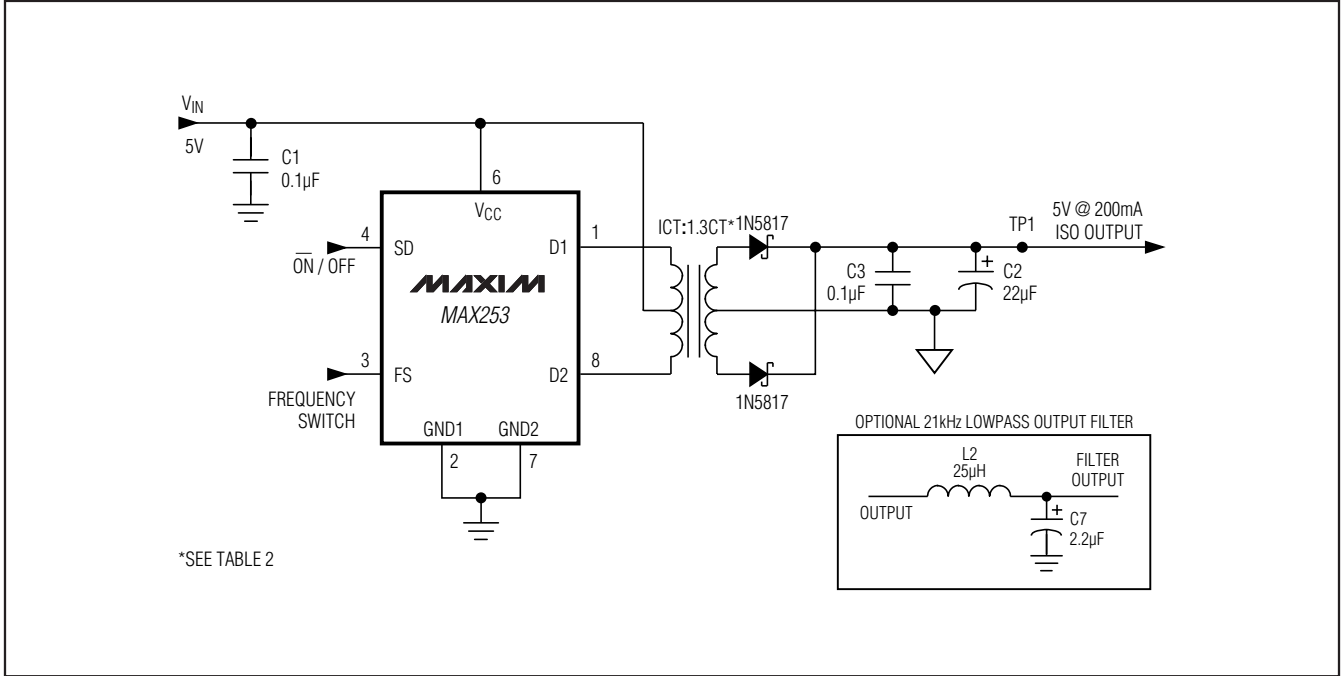 VIN
5V
C1
0.1µF
6
VCC
4
SD
ON / OFF
MAXIM
MAX253
D1
1
3
FS
FREQUENCY
SWITCH
D2
8
GND1
GND2
2
7
ICT:1.3CT*
1N5817
1N5817
C3
0.1µF
+
C2
22µF
TP1
5V @ 200mA
ISO OUTPUT
OPTIONAL 21kHz LOWPASS OUTPUT FILTER
L2
25µH
FILTER
OUTPUT
OUTPUT
+
C7
2.2µF
*SEE TABLE 2